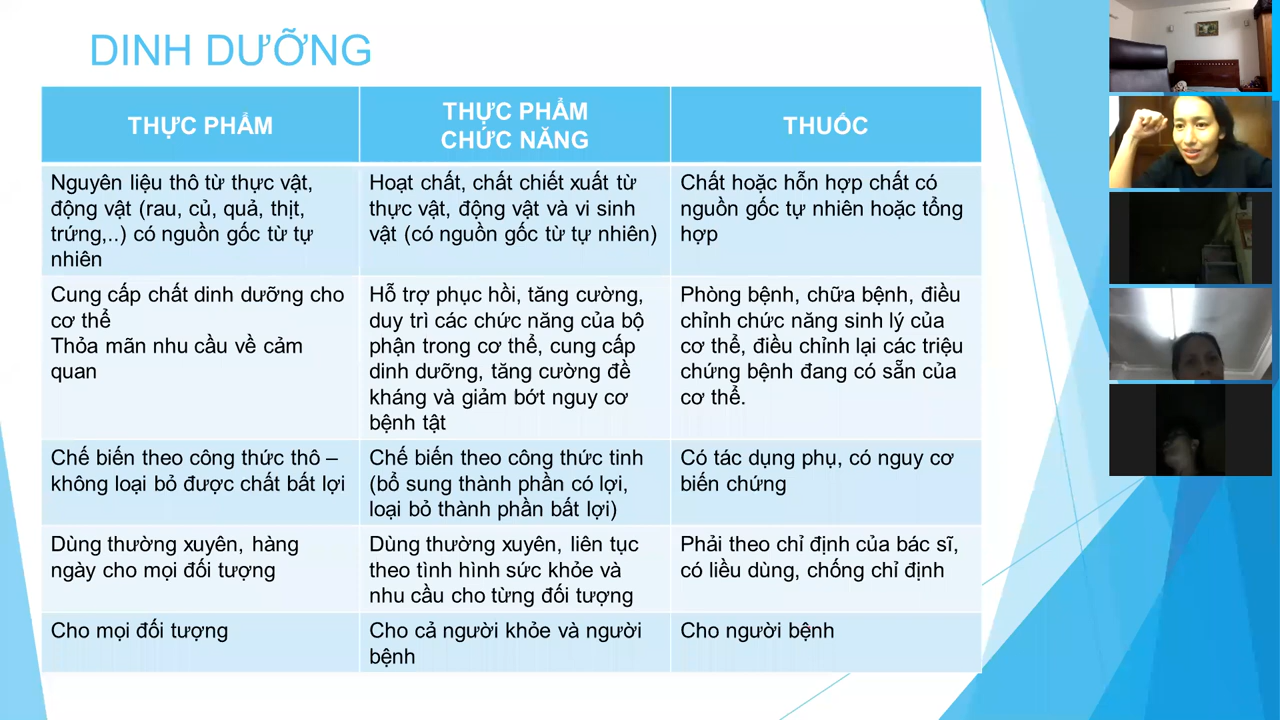 DINH DƯỠNG
THỰC PHẨM
THỰC PHẨM
CHỨC NĂNG
THUỐC
Nguyên liệu thô từ thực vật,
động vật (rau, củ, quả, thịt,
trứng,..) có nguồn gốc từ tự
nhiên
Hoạt chất, chất chiết xuất từ
thực vật, động vật và vi sinh
vật (có nguồn gốc từ tự nhiên)
Chất hoặc hỗn hợp chất có
nguồn gốc tự nhiên hoặc tổng
hợp
Cung cấp chất dinh dưỡng cho
cơ thể
Thỏa mãn nhu cầu về cảm
quan
Hỗ trợ phục hồi, tăng cường,
duy trì các chức năng của bộ
phận trong cơ thể, cung cấp
dinh dưỡng, tăng cường đề
kháng và giảm bớt nguy cơ
bệnh tật
Phòng bệnh, chữa bệnh, điều
chỉnh chức năng sinh lý của
cơ thể, điều chỉnh lại các triệu
chứng bệnh đang có sẵn của
cơ thể.
Chế biến theo công thức thô –
không loại bỏ được chất bất lợi
Chế biến theo công thức tinh
(bổ sung thành phần có lợi,
loại bỏ thành phần bất lợi)
Có tác dụng phụ, có nguy cơ
biến chứng
Dùng thường xuyên, hàng
ngày cho mọi đối tượng
Dùng thường xuyên, liên tục
theo tình hình sức khỏe và
nhu cầu cho từng đối tượng
Phải theo chỉ định của bác sĩ,
có liều dùng, chống chỉ định
Cho mọi đối tượng
Cho cả người khỏe và người
bệnh
Cho người bệnh